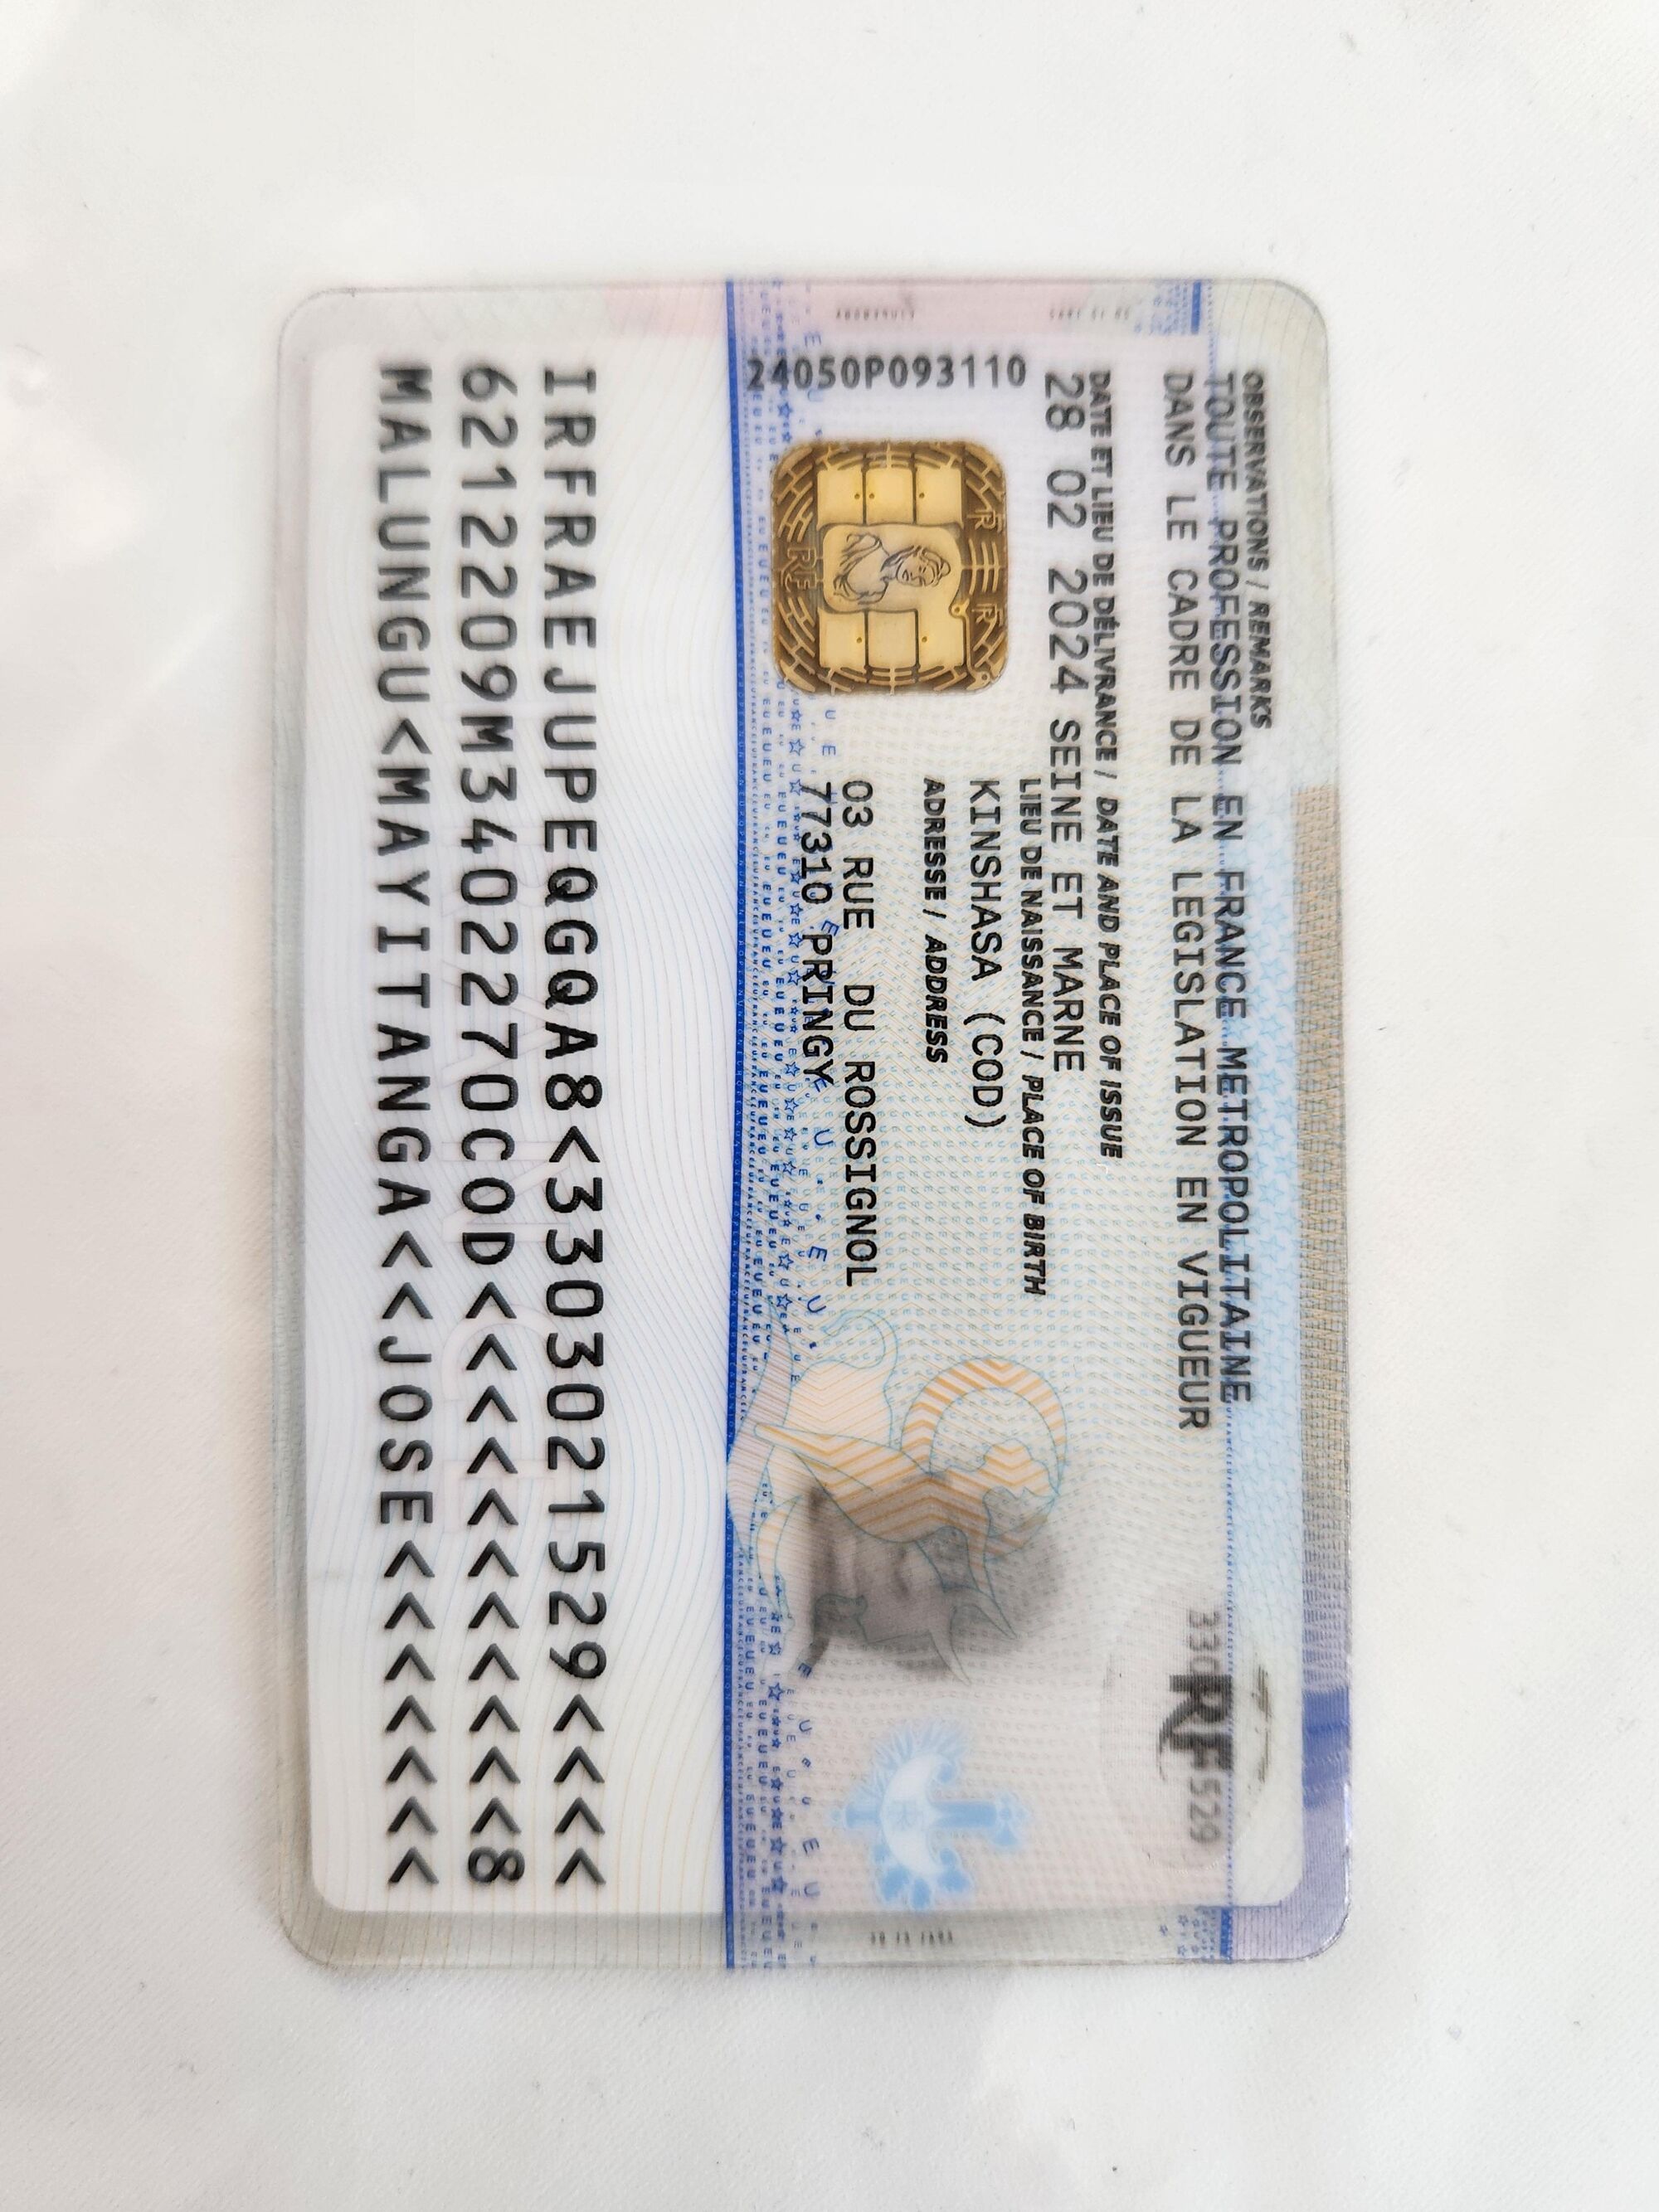 OBSERVATIONS / REMARKS
TOUTE PROFESSION EN FRANCE METROPOLITAINE
DANS LE CADRE DE LA LEGISLATION EN VIGUEUR
DATE ET LIEU DE DÉLIVRANCE / DATE AND PLACE OF ISSUE
28 02 2024 SEINE ET MARNE
LIEU DE NAISSANCE / PLACE OF BIRTH
KINSHASA (COD)
ADRESSE / ADDRESS
03 RUE DU ROSSIGNOL
77310 PRINGY
24050P093110
RF
IRFRAEJUPEQGQA8<3303021529<<<<
6212209M3402270COD<<<<<<<<<<<8
MALUNGU<MAYITANGA<<JOSE<<<<<<<